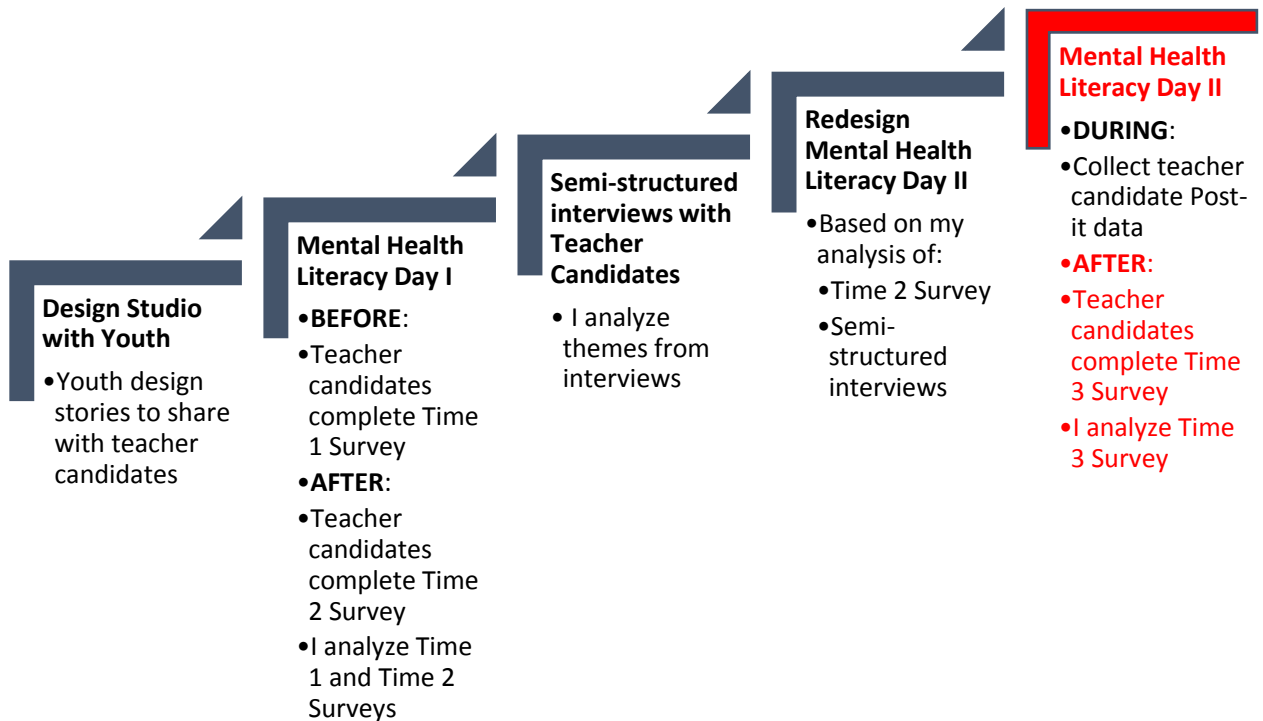 Design Studio
with Youth
•Youth design
stories to share
with teacher
candidates
Mental Health
Literacy Day I
•BEFORE:
•Teacher
candidates
complete Time
1 Survey
•AFTER:
•Teacher
candidates
complete Time
2 Survey
•I analyze Time
1 and Time 2
Surveys
Semi-structured
interviews with
Teacher
Candidates
• I analyze
themes from
interviews
Redesign
Mental Health
Literacy Day II
•Based on my
analysis of:
•Time 2 Survey
•Semi-
structured
interviews
Mental Health
Literacy Day II
•DURING:
•Collect teacher
candidate Post-
it data
•AFTER:
•Teacher
candidates
complete Time
3 Survey
•I analyze Time
3 Survey